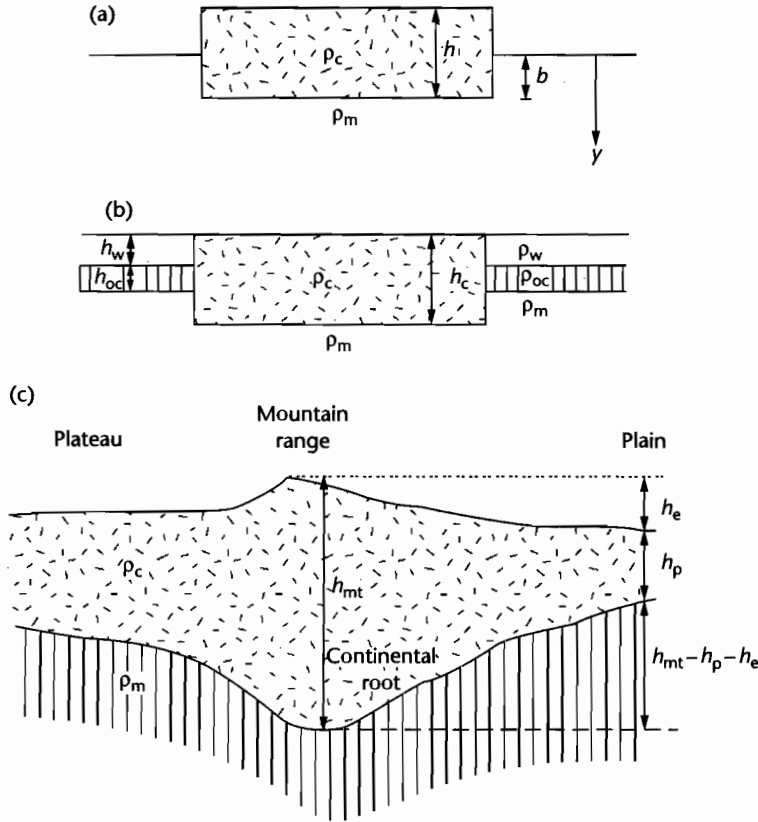 (a)
ρc
h
b
ρm
y
(b)
hw
hoc
ρc
hc
ρw
ρoc
ρm
ρm
(c)
Plateau
Mountain
range
Plain
he
ρc
hmt
hp
Continental
root
ρm
hmt – hp – he